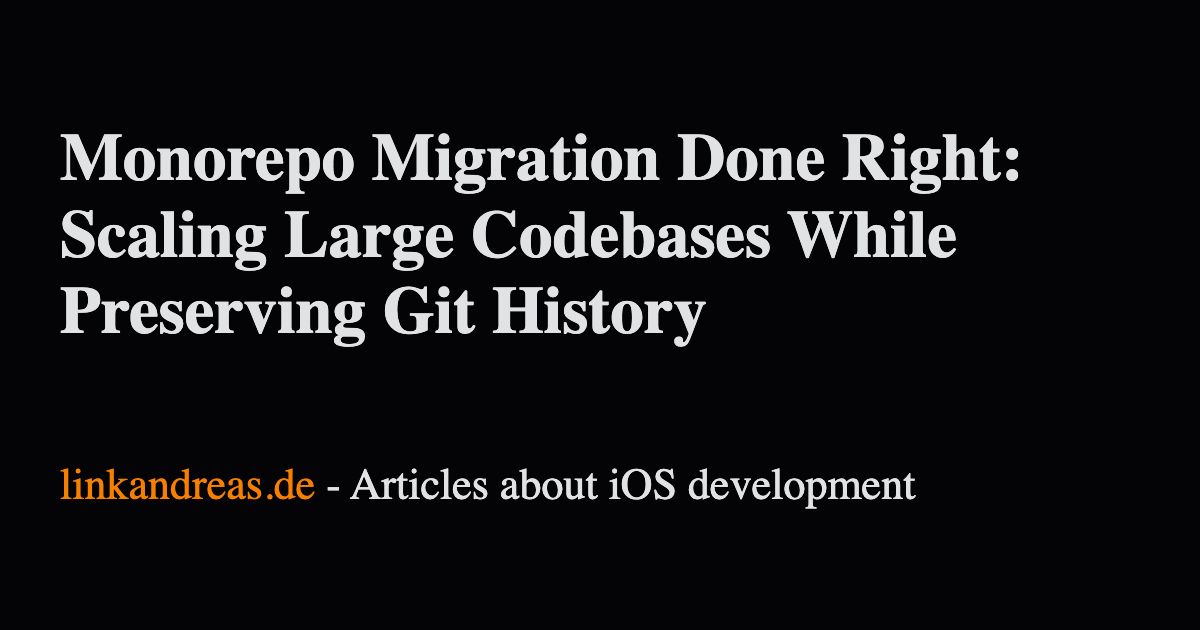 Monorepo Migration Done Right:
Scaling Large Codebases While
Preserving Git History
linkandreas.de - Articles about iOS development